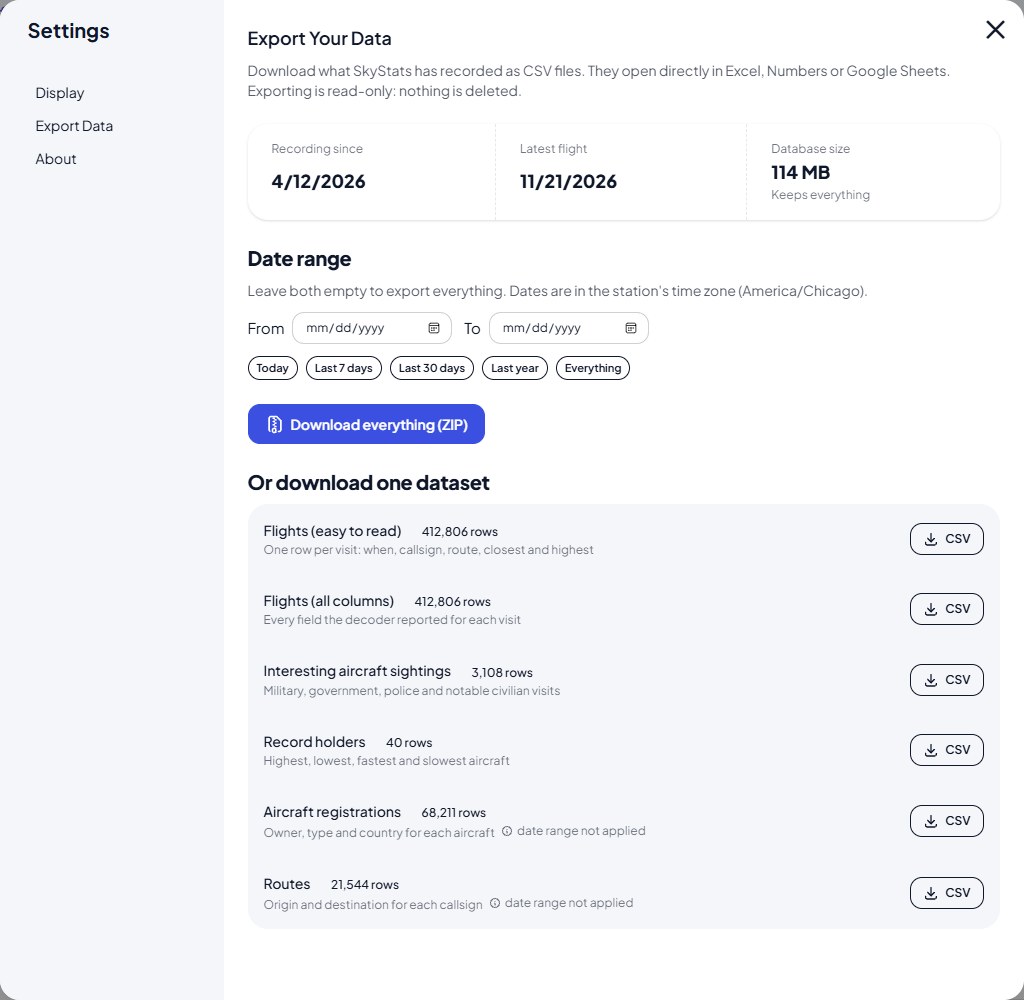 Settings
Display
Export Data
About
Export Your Data
Download what SkyStats has recorded as CSV files. They open directly in Excel, Numbers or Google Sheets.
Exporting is read-only: nothing is deleted.
Recording since
4/12/2026
Latest flight
11/21/2026
Database size
114 MB
Keeps everything
Date range
Leave both empty to export everything. Dates are in the station's time zone (America/Chicago).
From mm/dd/yyyy To mm/dd/yyyy
Today Last 7 days Last 30 days Last year Everything
Download everything (ZIP)
Or download one dataset
Flights (easy to read) 412,806 rows
One row per visit: when, callsign, route, closest and highest
CSV
Flights (all columns) 412,806 rows
Every field the decoder reported for each visit
CSV
Interesting aircraft sightings 3,108 rows
Military, government, police and notable civilian visits
CSV
Record holders 40 rows
Highest, lowest, fastest and slowest aircraft
CSV
Aircraft registrations 68,211 rows
Owner, type and country for each aircraft date range not applied
CSV
Routes 21,544 rows
Origin and destination for each callsign date range not applied
CSV